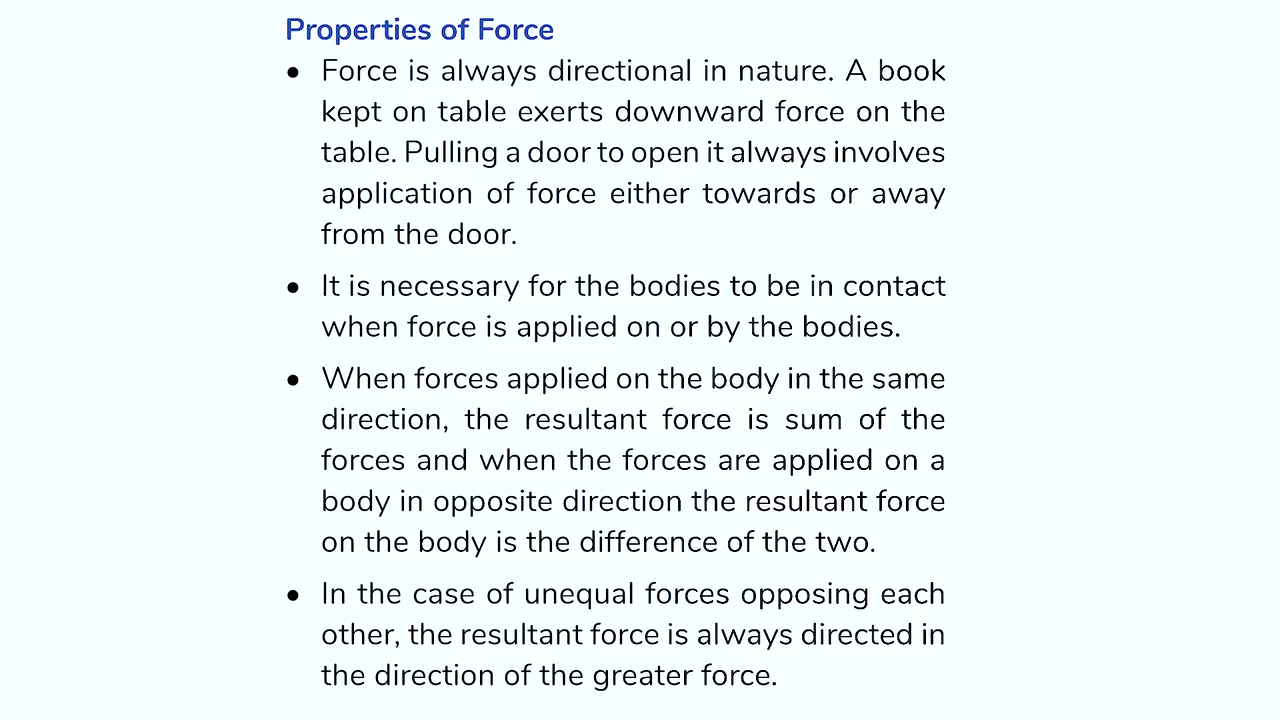 Properties of Force
• Force is always directional in nature. A book
kept on table exerts downward force on the
table. Pulling a door to open it always involves
application of force either towards or away
from the door.
• It is necessary for the bodies to be in contact
when force is applied on or by the bodies.
• When forces applied on the body in the same
direction, the resultant force is sum of the
forces and when the forces are applied on a
body in opposite direction the resultant force
on the body is the difference of the two.
• In the case of unequal forces opposing each
other, the resultant force is always directed in
the direction of the greater force.